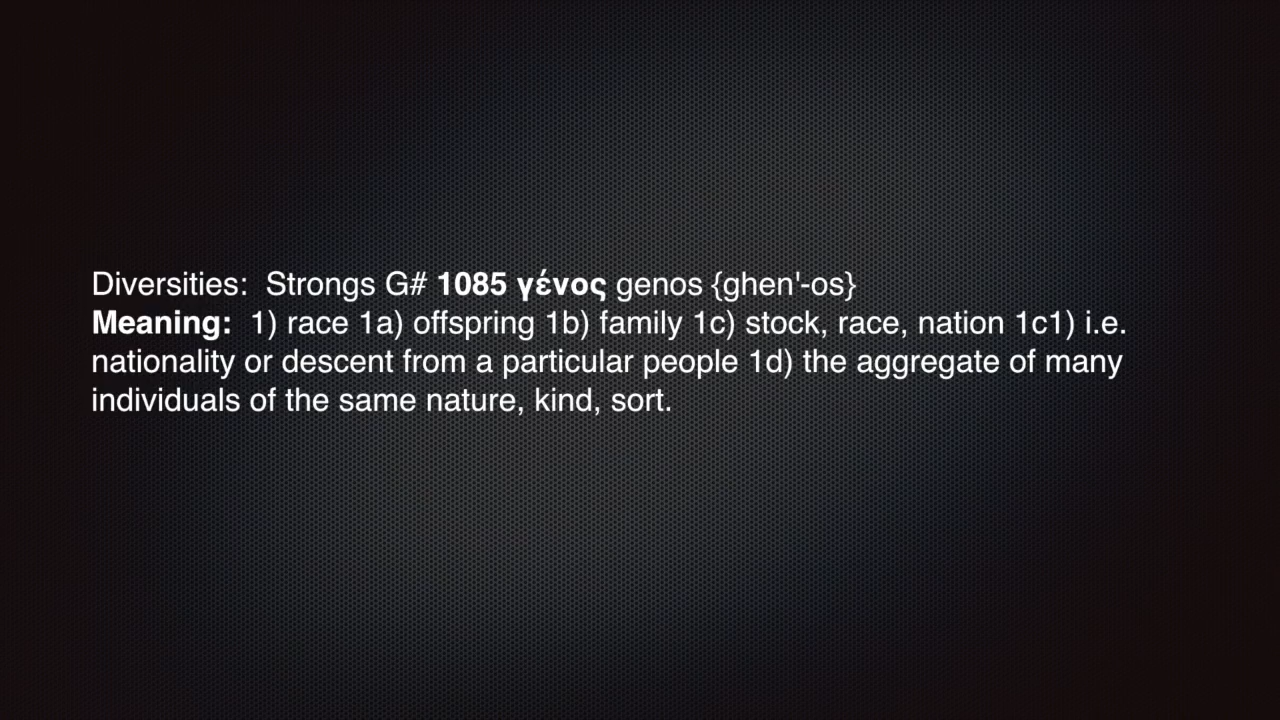 Diversities:  Strongs G# 1085 γένος genos {ghen'-os}
Meaning:  1) race 1a) offspring 1b) family 1c) stock, race, nation 1c1) i.e.
nationality or descent from a particular people 1d) the aggregate of many
individuals of the same nature, kind, sort.